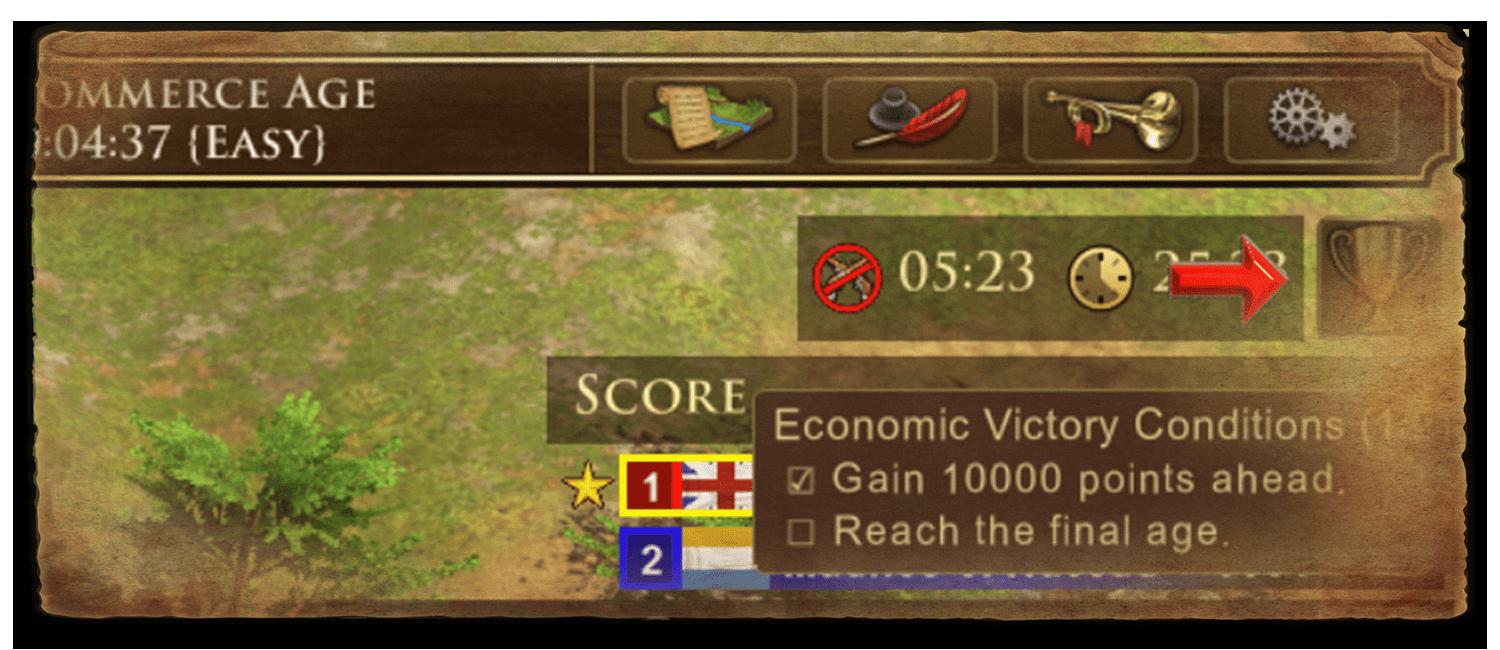 OMMERCE AGE
:04:37 {EASY}
05:23
SCORE
Economic Victory Conditions (1
☑ Gain 10000 points ahead.
☐ Reach the final age.
1
2